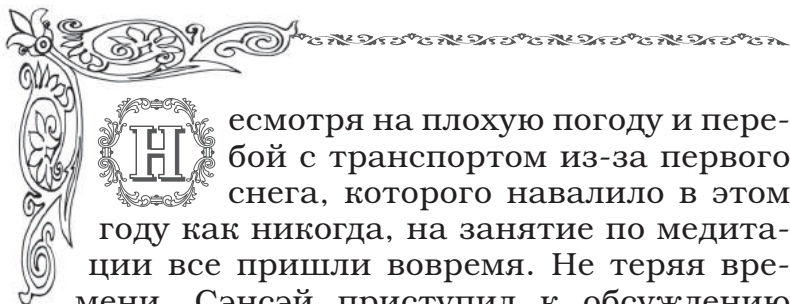 Несмотря на плохую погоду и пере-
бой с транспортом из-за первого
снега, которого навалило в этом
году как никогда, на занятие по медита-
ции все пришли вовремя. Не теряя вре-
мени, Сэнсэй приступил к обсуждению